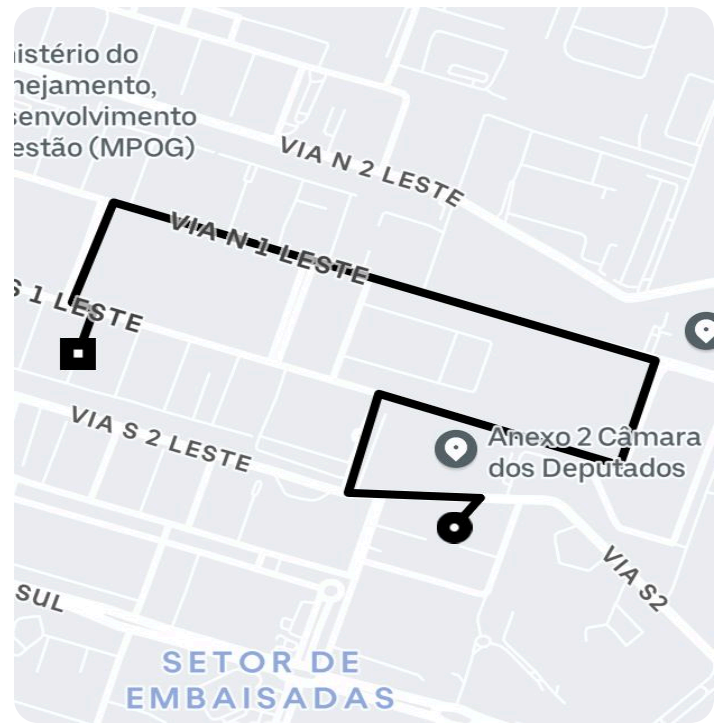 istério do
nejamento,
senvolvimento
estão (MPOG)
VIA N 2 LESTE
VIA N 1 LESTE
S 1 LESTE
VIA S 2 LESTE
Anexo 2 Câmara
dos Deputados
VIA S2
SUL
SETOR DE
EMBAISADAS